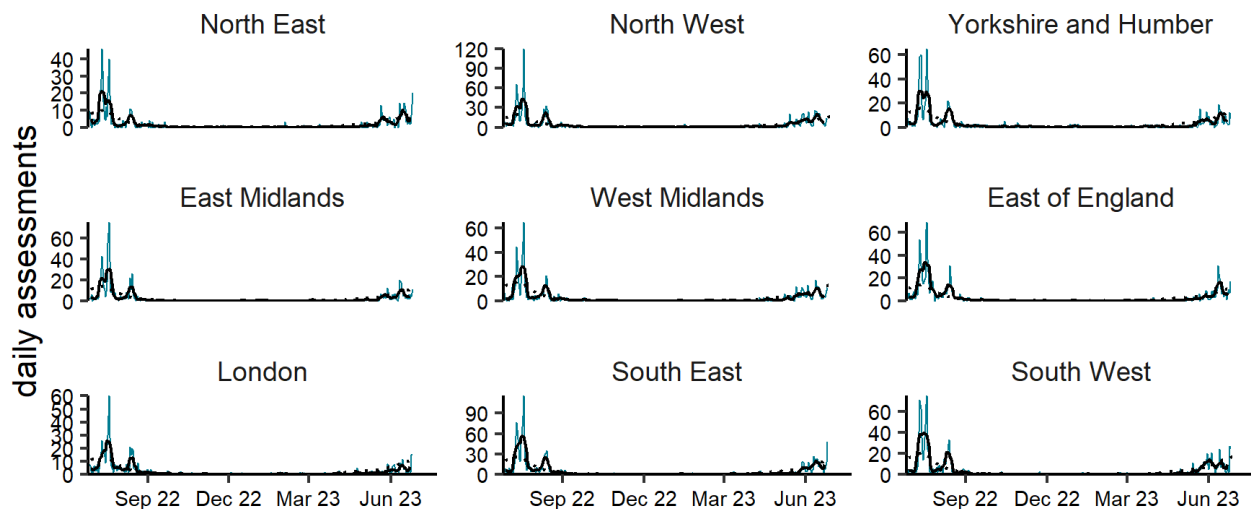 North East North West Yorkshire and Humber
40 120 60
30 90
20 60 40
10 30 20
0 0 0
daily assessments
East Midlands West Midlands East of England
60 60 60
40 40 40
20 20 20
0 0 0
London South East South West
60
50 90 60
40
30 60 40
20 30 20
10
0 0 0
Sep 22 Dec 22 Mar 23 Jun 23 Sep 22 Dec 22 Mar 23 Jun 23 Sep 22 Dec 22 Mar 23 Jun 23